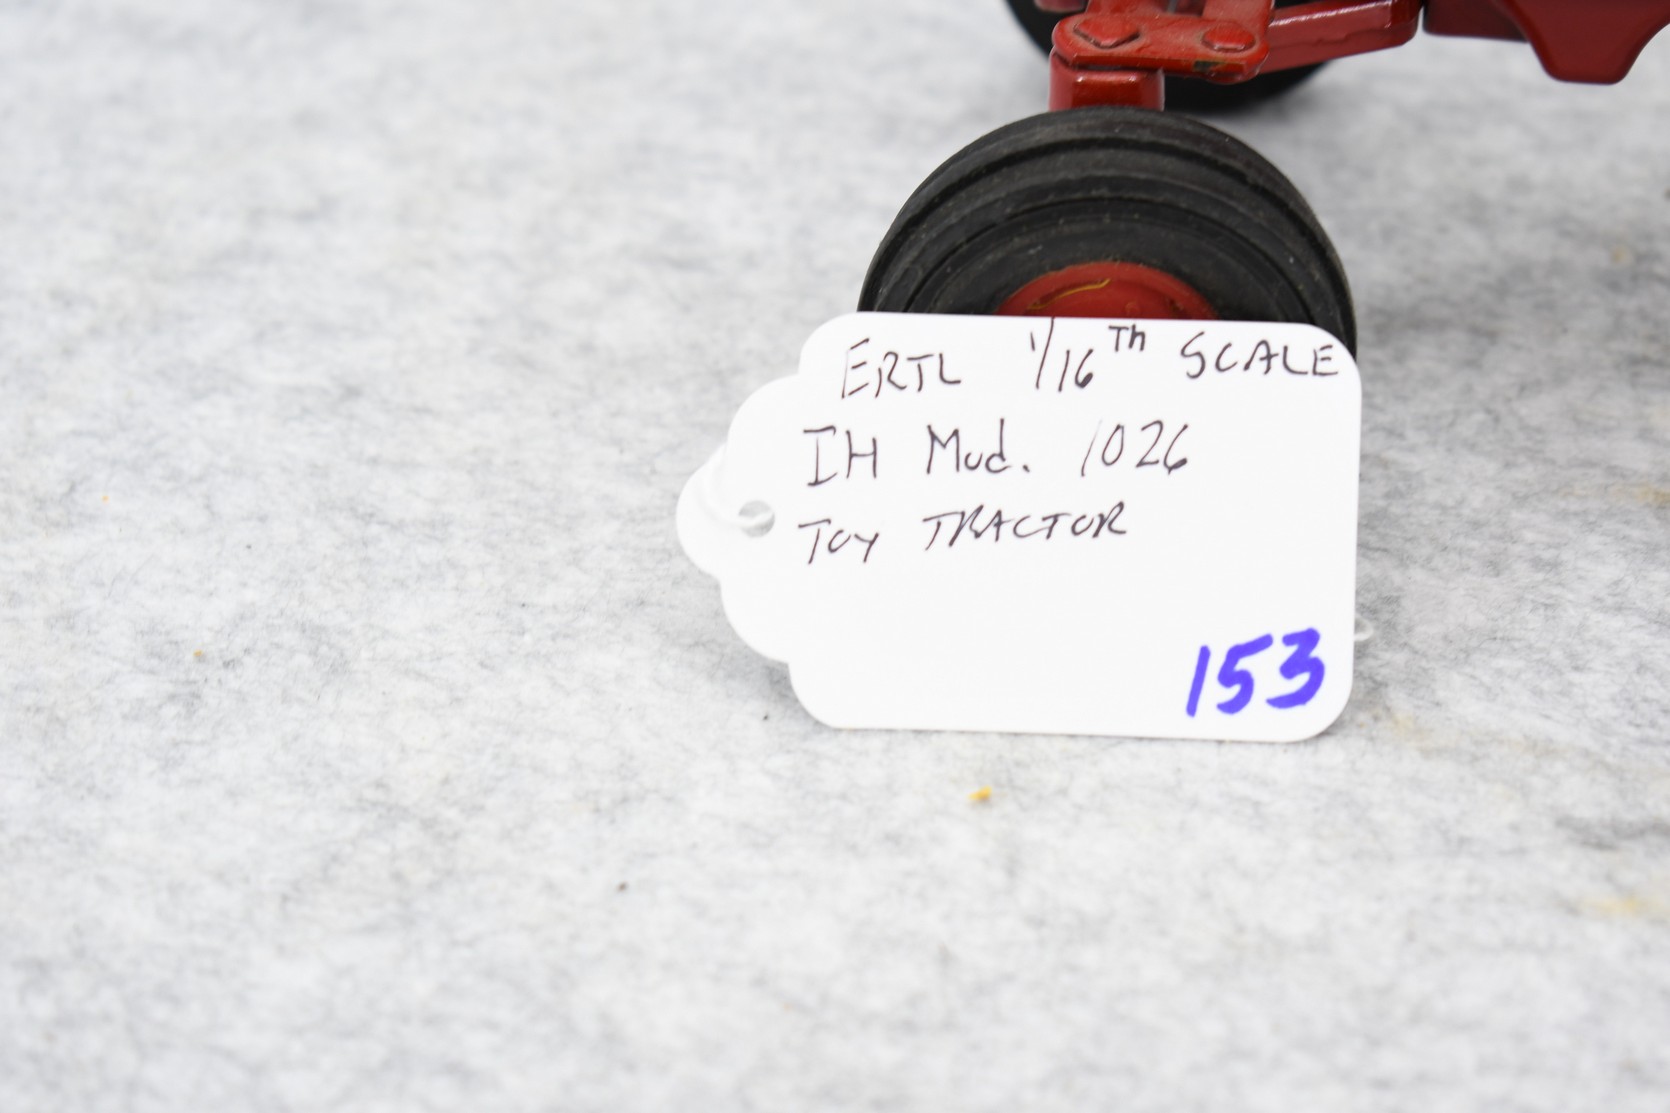 ERTL 1/16Th SCALE
IH Mod. 1026
Toy TRACTOR
153